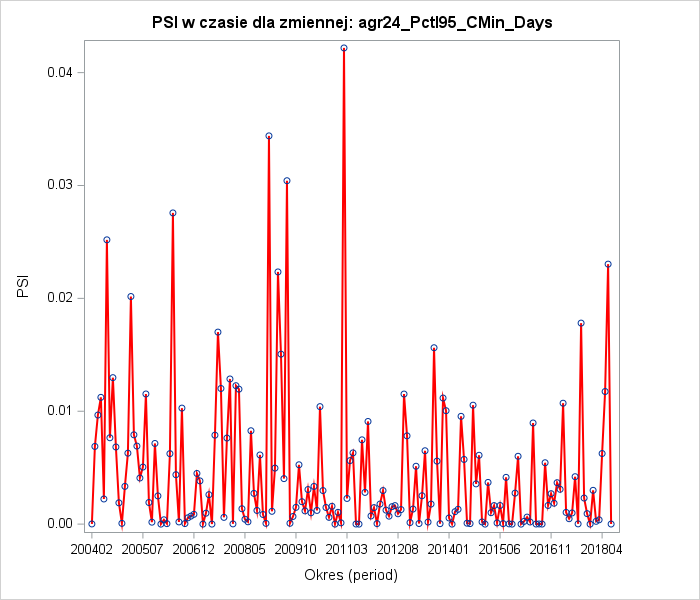 PSI w czasie dla zmiennej: agr24_Pctl95_CMin_Days
0.04
0.03
0.02
0.01
0.00
PSI
200402 200507 200612 200805 200910 201103 201208 201401 201506 201611 201804
Okres (period)